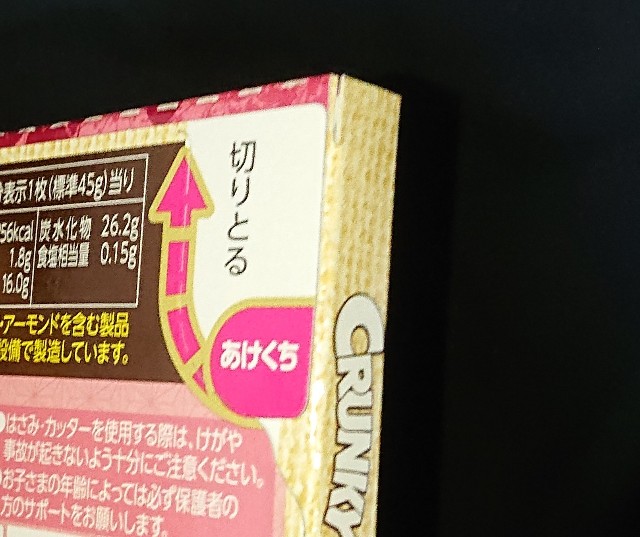 表示1枚(標準45g)当り
56kcal 炭水化物 26.2g
1.8g 食塩相当量 0.15g
16.0g
切りとる
あけくち
・アーモンドを含む製品
設備で製造しています。
はさみ・カッターを使用する際は、けがや
事故が起きないよう十分にご注意ください。
お子さまの年齢によっては必ず保護者の
方のサポートをお願いします。
CRUNKY